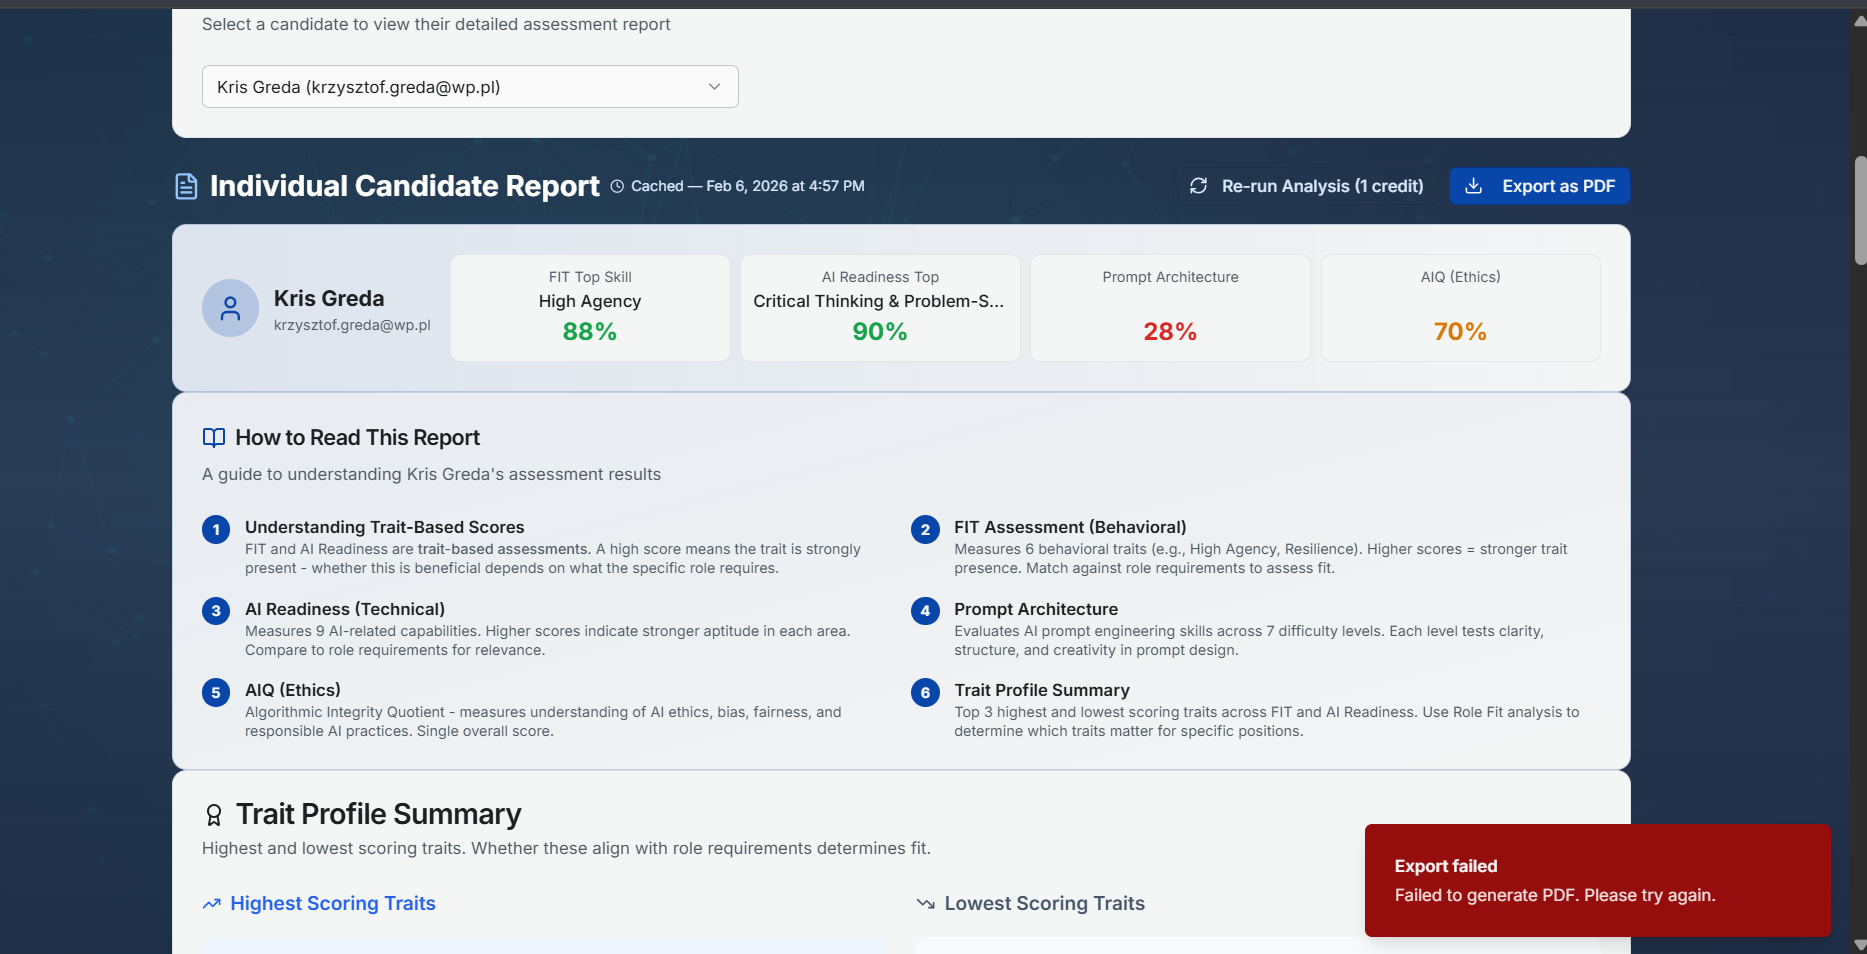 Select a candidate to view their detailed assessment report
Kris Greda (krzysztof.greda@wp.pl)
Individual Candidate Report
Cached — Feb 6, 2026 at 4:57 PM
Re-run Analysis (1 credit)
Export as PDF
Kris Greda
krzysztof.greda@wp.pl
FIT Top Skill
High Agency
88%
AI Readiness Top
Critical Thinking & Problem-S...
90%
Prompt Architecture
28%
AIQ (Ethics)
70%
How to Read This Report
A guide to understanding Kris Greda's assessment results
1
Understanding Trait-Based Scores
FIT and AI Readiness are trait-based assessments. A high score means the trait is strongly
present - whether this is beneficial depends on what the specific role requires.
2
FIT Assessment (Behavioral)
Measures 6 behavioral traits (e.g., High Agency, Resilience). Higher scores = stronger trait
presence. Match against role requirements to assess fit.
3
AI Readiness (Technical)
Measures 9 AI-related capabilities. Higher scores indicate stronger aptitude in each area.
Compare to role requirements for relevance.
4
Prompt Architecture
Evaluates AI prompt engineering skills across 7 difficulty levels. Each level tests clarity,
structure, and creativity in prompt design.
5
AIQ (Ethics)
Algorithmic Integrity Quotient - measures understanding of AI ethics, bias, fairness, and
responsible AI practices. Single overall score.
6
Trait Profile Summary
Top 3 highest and lowest scoring traits across FIT and AI Readiness. Use Role Fit analysis to
determine which traits matter for specific positions.
Trait Profile Summary
Highest and lowest scoring traits. Whether these align with role requirements determines fit.
Highest Scoring Traits
Lowest Scoring Traits
Export failed
Failed to generate PDF. Please try again.